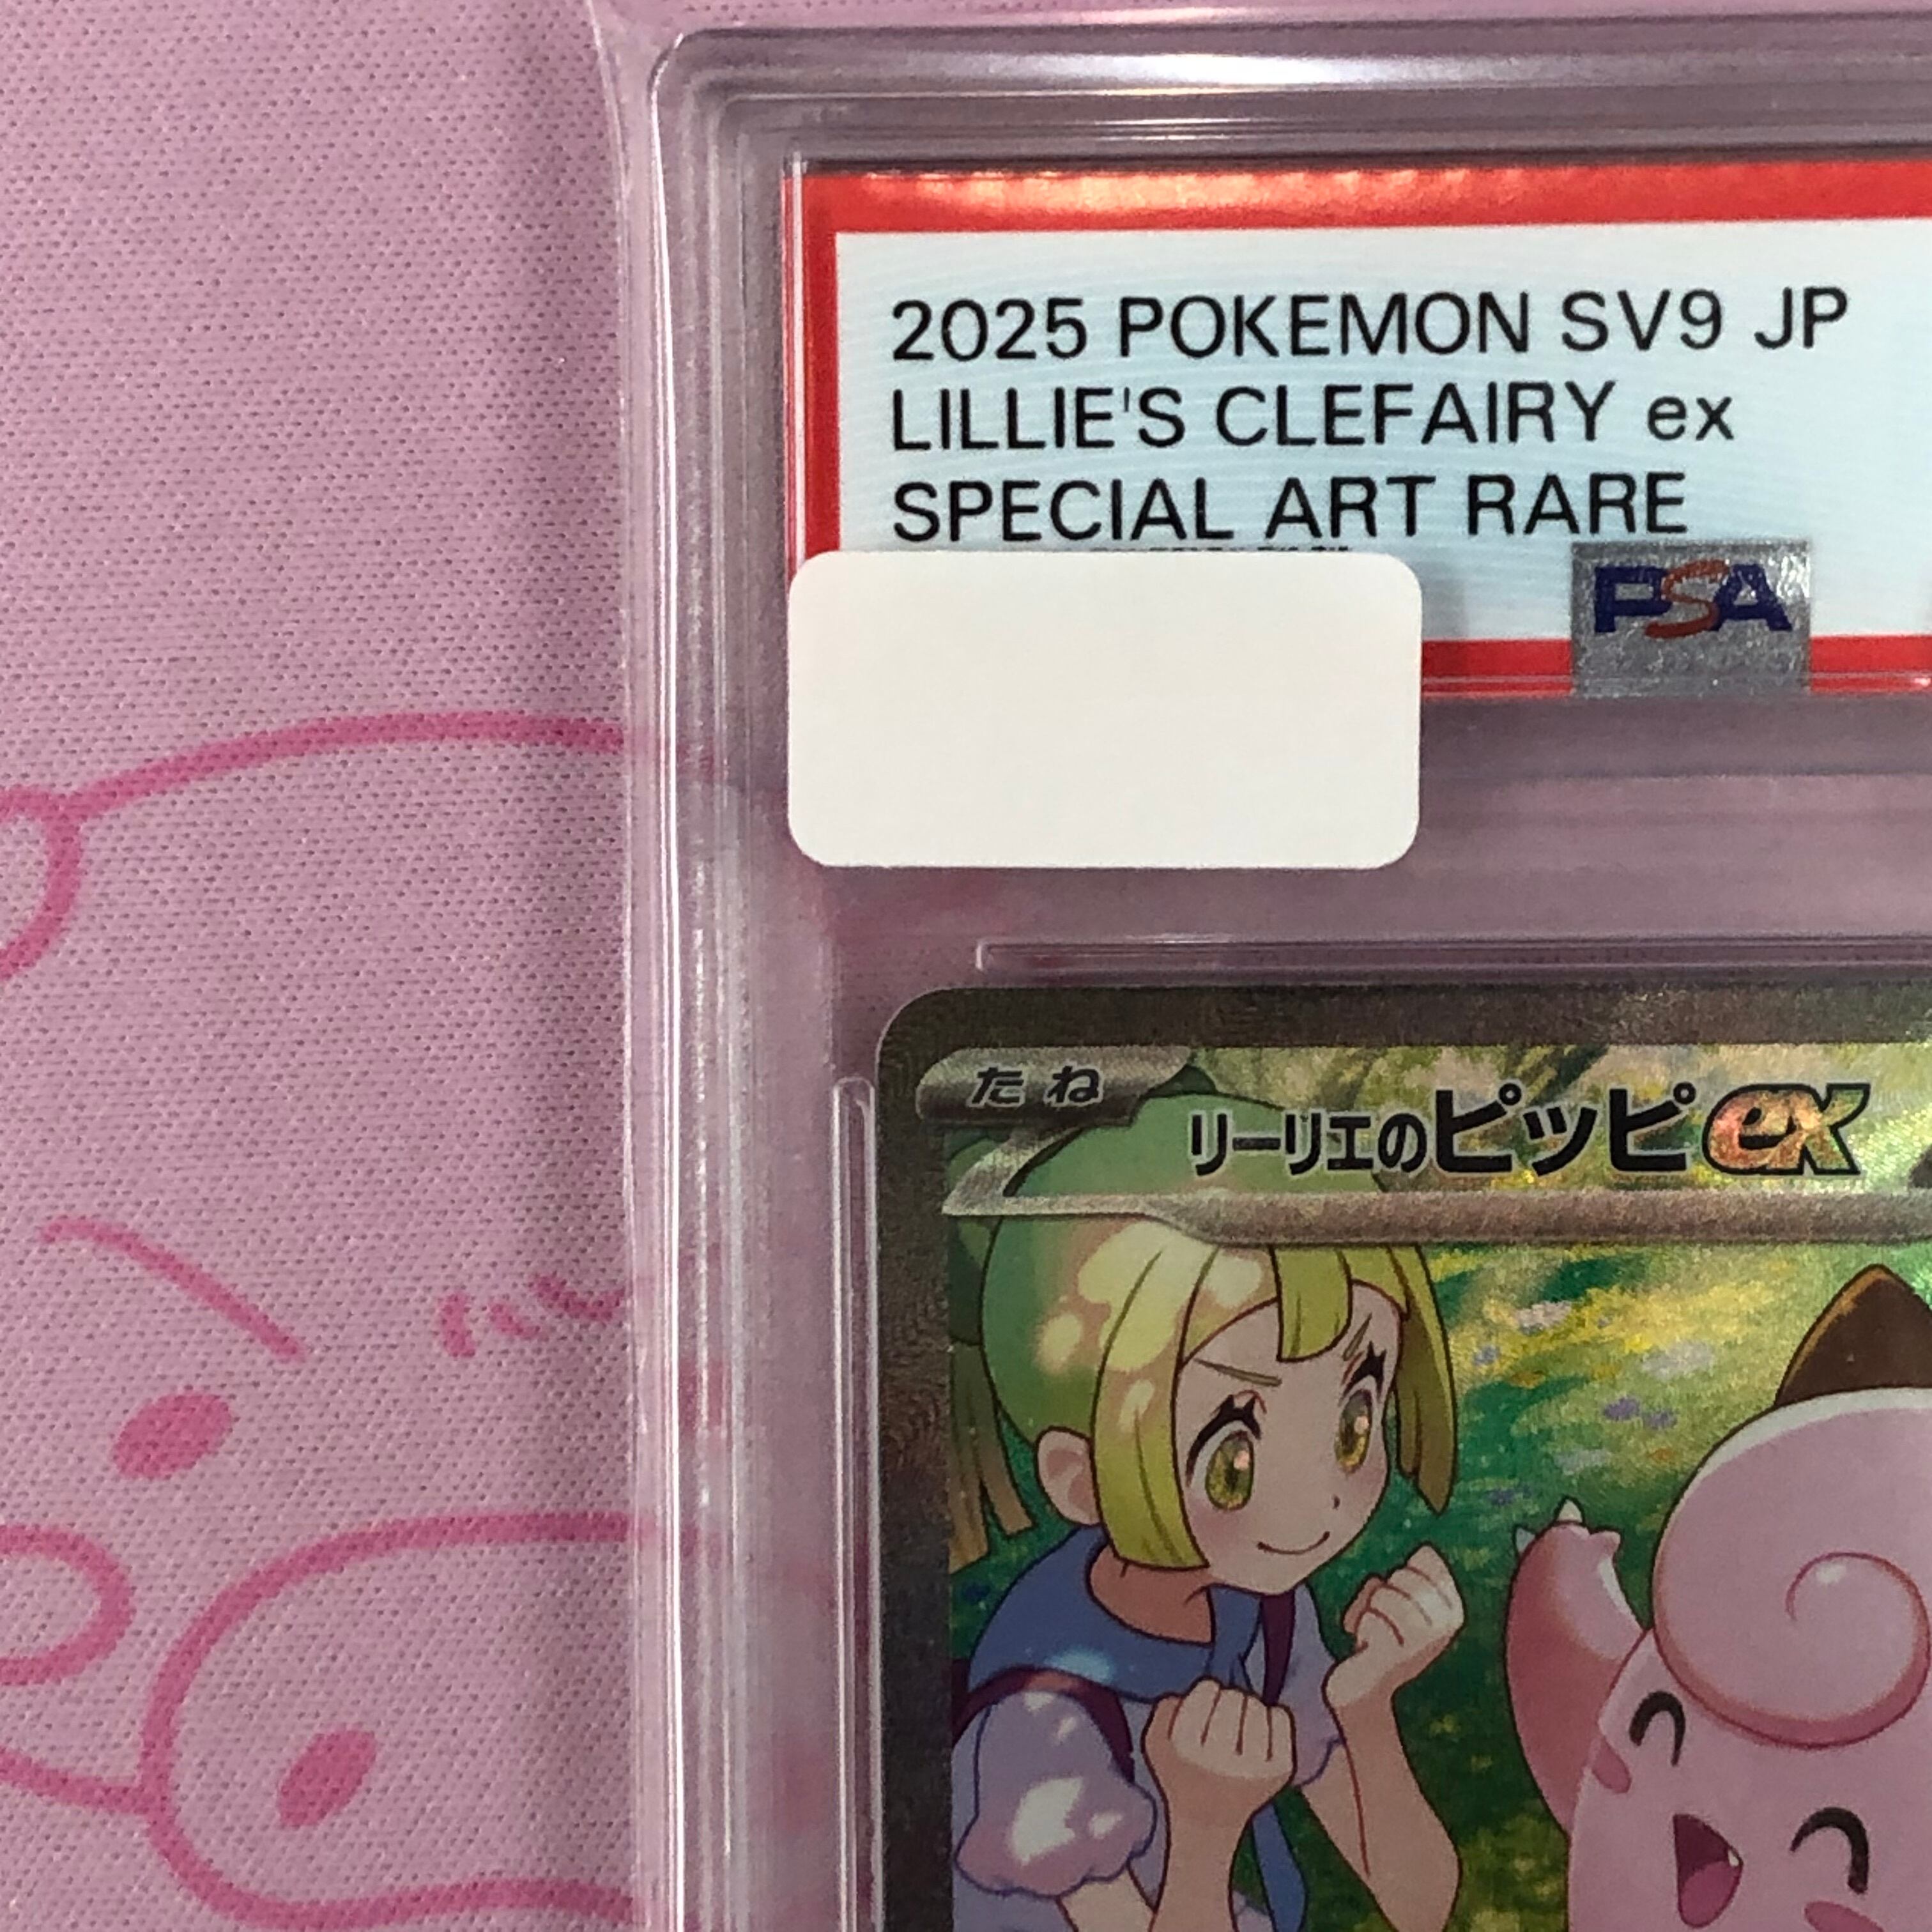 2025 POKEMON SV9 JP
LILLIE'S CLEFAIRY ex
SPECIAL ART RARE
PSA
たね
リーリエのピッピex